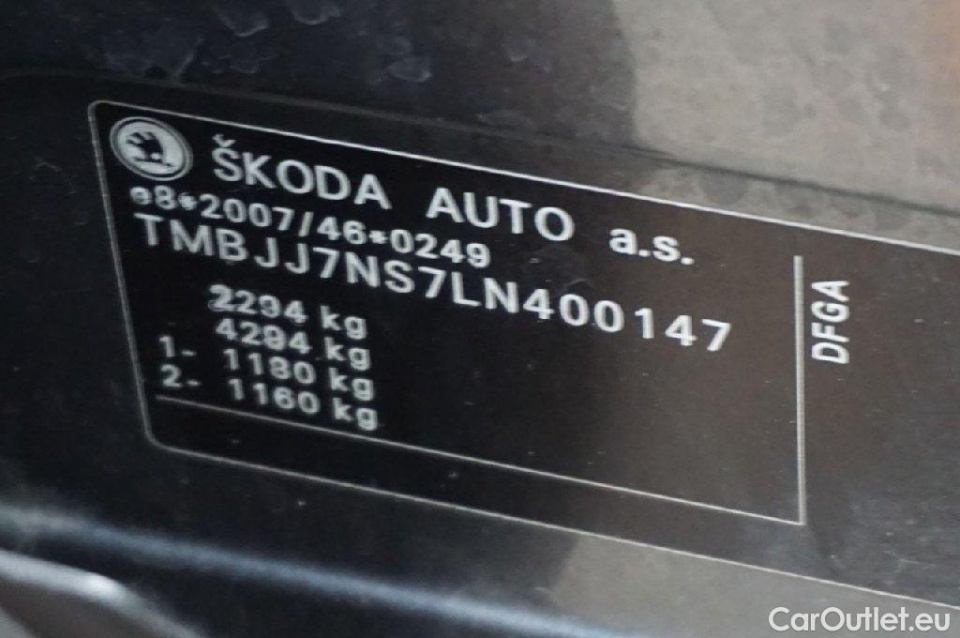 ŠKODA AUTO a.s.
e8*2007/46*0249
TMBJJ7NS7LN400147
2294 kg
4294 kg
1- 1180 kg
2- 1160 kg
DFGA
CarOutlet.eu